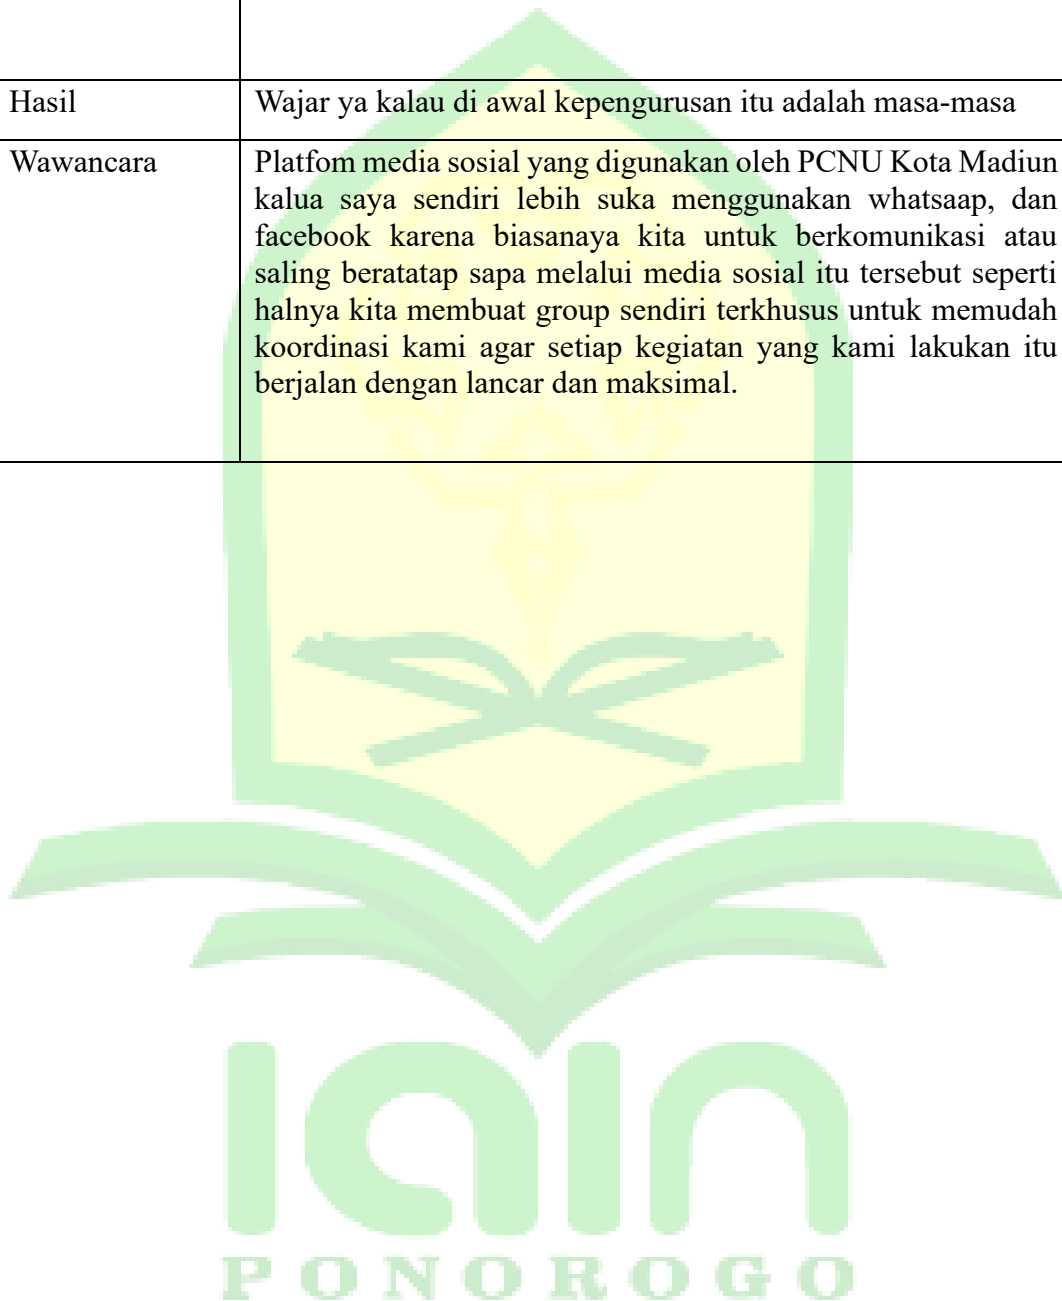 Hasil Wajar ya kalau di awal kepengurusan itu adalah masa-masa
Wawancara Platfom media sosial yang digunakan oleh PCNU Kota Madiun
kalua saya sendiri lebih suka menggunakan whatsaap, dan
facebook karena biasanaya kita untuk berkomunikasi atau
saling beratatap sapa melalui media sosial itu tersebut seperti
halnya kita membuat group sendiri terkhusus untuk memudah
koordinasi kami agar setiap kegiatan yang kami lakukan itu
berjalan dengan lancar dan maksimal.
iain
PONOROGO